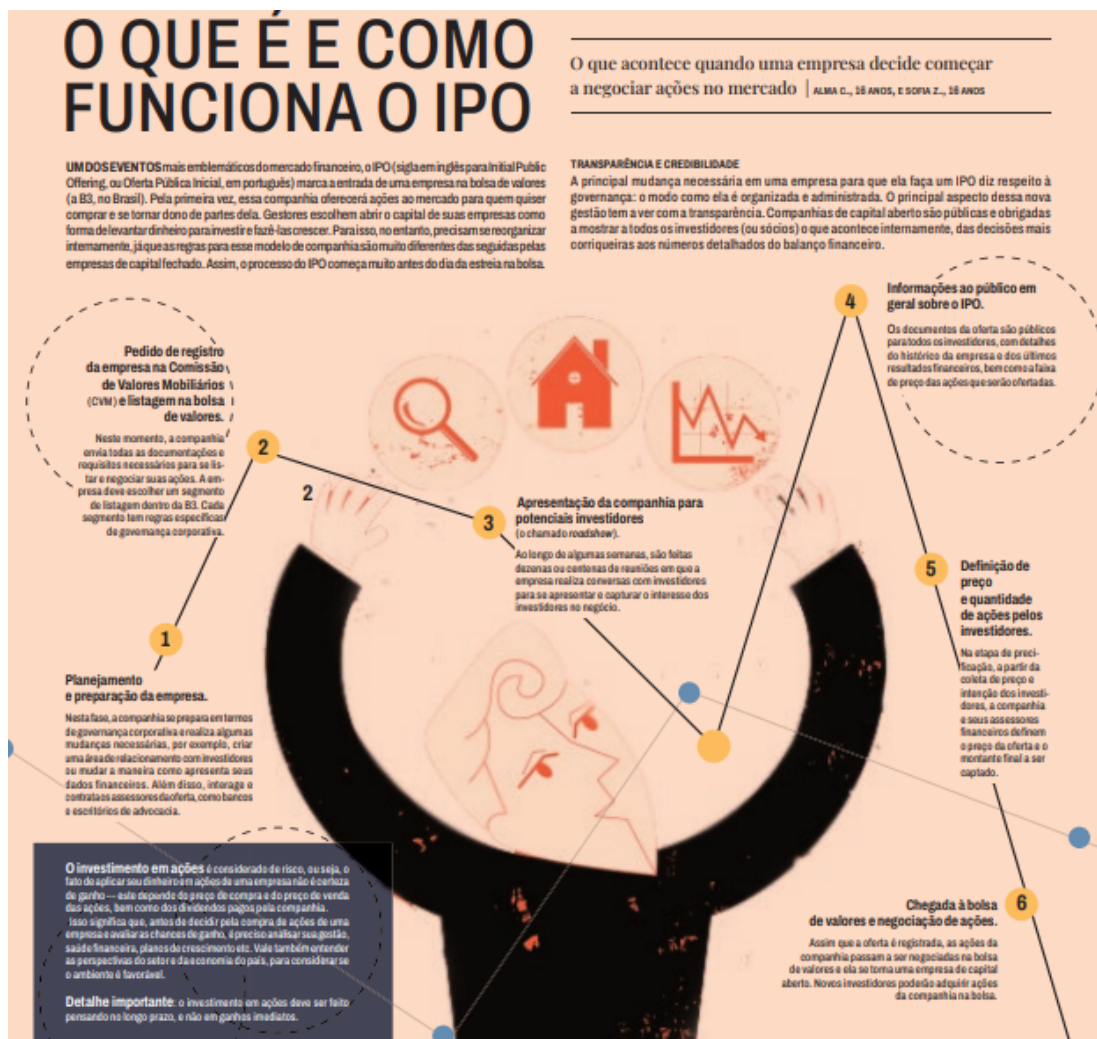 O QUE É E COMO
FUNCIONA O IPO
O que acontece quando uma empresa decide começar
a negociar ações no mercado | ALMA C., 16 ANOS, E SOFIA Z., 16 ANOS
UM DOS EVENTOS mais emblemáticos do mercado financeiro, o IPO (sigla em inglês para Initial Public
Offering, ou Oferta Pública Inicial, em português) marca a entrada de uma empresa na bolsa de valores
(a B3, no Brasil). Pela primeira vez, essa companhia oferecerá ações ao mercado para quem quiser
comprar e se tornar dono de partes dela. Gestores escolhem abrir o capital de suas empresas como
forma de levantar dinheiro para investir e fazê-las crescer. Para isso, no entanto, precisam se reorganizar
internamente, já que as regras para esse modelo de companhia são muito diferentes das seguidas pelas
empresas de capital fechado. Assim, o processo do IPO começa muito antes do dia da estreia na bolsa.
TRANSPARÊNCIA E CREDIBILIDADE
A principal mudança necessária em uma empresa para que ela faça um IPO diz respeito à
governança: o modo como ela é organizada e administrada. O principal aspecto dessa nova
gestão tem a ver com a transparência. Companhias de capital aberto são públicas e obrigadas
a mostrar a todos os investidores (ou sócios) o que acontece internamente, das decisões mais
corriqueiras aos números detalhados do balanço financeiro.
1
Planejamento
e preparação da empresa.
Nesta fase, a companhia se prepara em termos
de governança corporativa e realiza algumas
mudanças necessárias, por exemplo, criar
uma área de relacionamento com investidores
ou mudar a maneira como apresenta seus
dados financeiros. Além disso, interage e
contrata os assessores da oferta, como bancos
e escritórios de advocacia.
2
Pedido de registro
da empresa na Comissão
de Valores Mobiliários
(CVM) e listagem na bolsa
de valores.
Neste momento, a companhia
envia todas as documentações e
requisitos necessários para se lis-
tar e negociar suas ações. A em-
presa deve escolher um segmento
de listagem dentro da B3. Cada
segmento tem regras específicas
de governança corporativa.
2
3
Apresentação da companhia para
potenciais investidores
(o chamado roadshow).
Ao longo de algumas semanas, são feitas
dezenas ou centenas de reuniões em que a
empresa realiza conversas com investidores
para se apresentar e capturar o interesse dos
investidores no negócio.
4
Informações ao público em
geral sobre o IPO.
Os documentos da oferta são públicos
para todos os investidores, com detalhes
do histórico da empresa e dos últimos
resultados financeiros, bem como a faixa
de preço das ações que serão ofertadas.
5
Definição de
preço
e quantidade
de ações pelos
investidores.
Na etapa de preci-
ficação, a partir da
coleta de preço e
intenção dos investi-
dores, a companhia
e seus assessores
financeiros definem
o preço da oferta e o
montante final a ser
captado.
6
Chegada à bolsa
de valores e negociação de ações.
Assim que a oferta é registrada, as ações da
companhia passam a ser negociadas na bolsa
de valores e ela se torna uma empresa de capital
aberto. Novos investidores poderão adquirir ações
da companhia na bolsa.
O investimento em ações é considerado de risco, ou seja, o
fato de aplicar seu dinheiro em ações de uma empresa não é certeza
de ganho — este depende do preço de compra e do preço de venda
das ações, bem como dos dividendos pagos pela companhia.
Isso significa que, antes de decidir pela compra de ações de uma
empresa e avaliar as chances de ganho, é preciso analisar sua gestão,
saúde financeira, planos de crescimento etc. Vale também entender
as perspectivas do setor e da economia do país, para considerar se
o ambiente é favorável.
Detalhe importante: o investimento em ações deve ser feito
pensando no longo prazo, e não em ganhos imediatos.